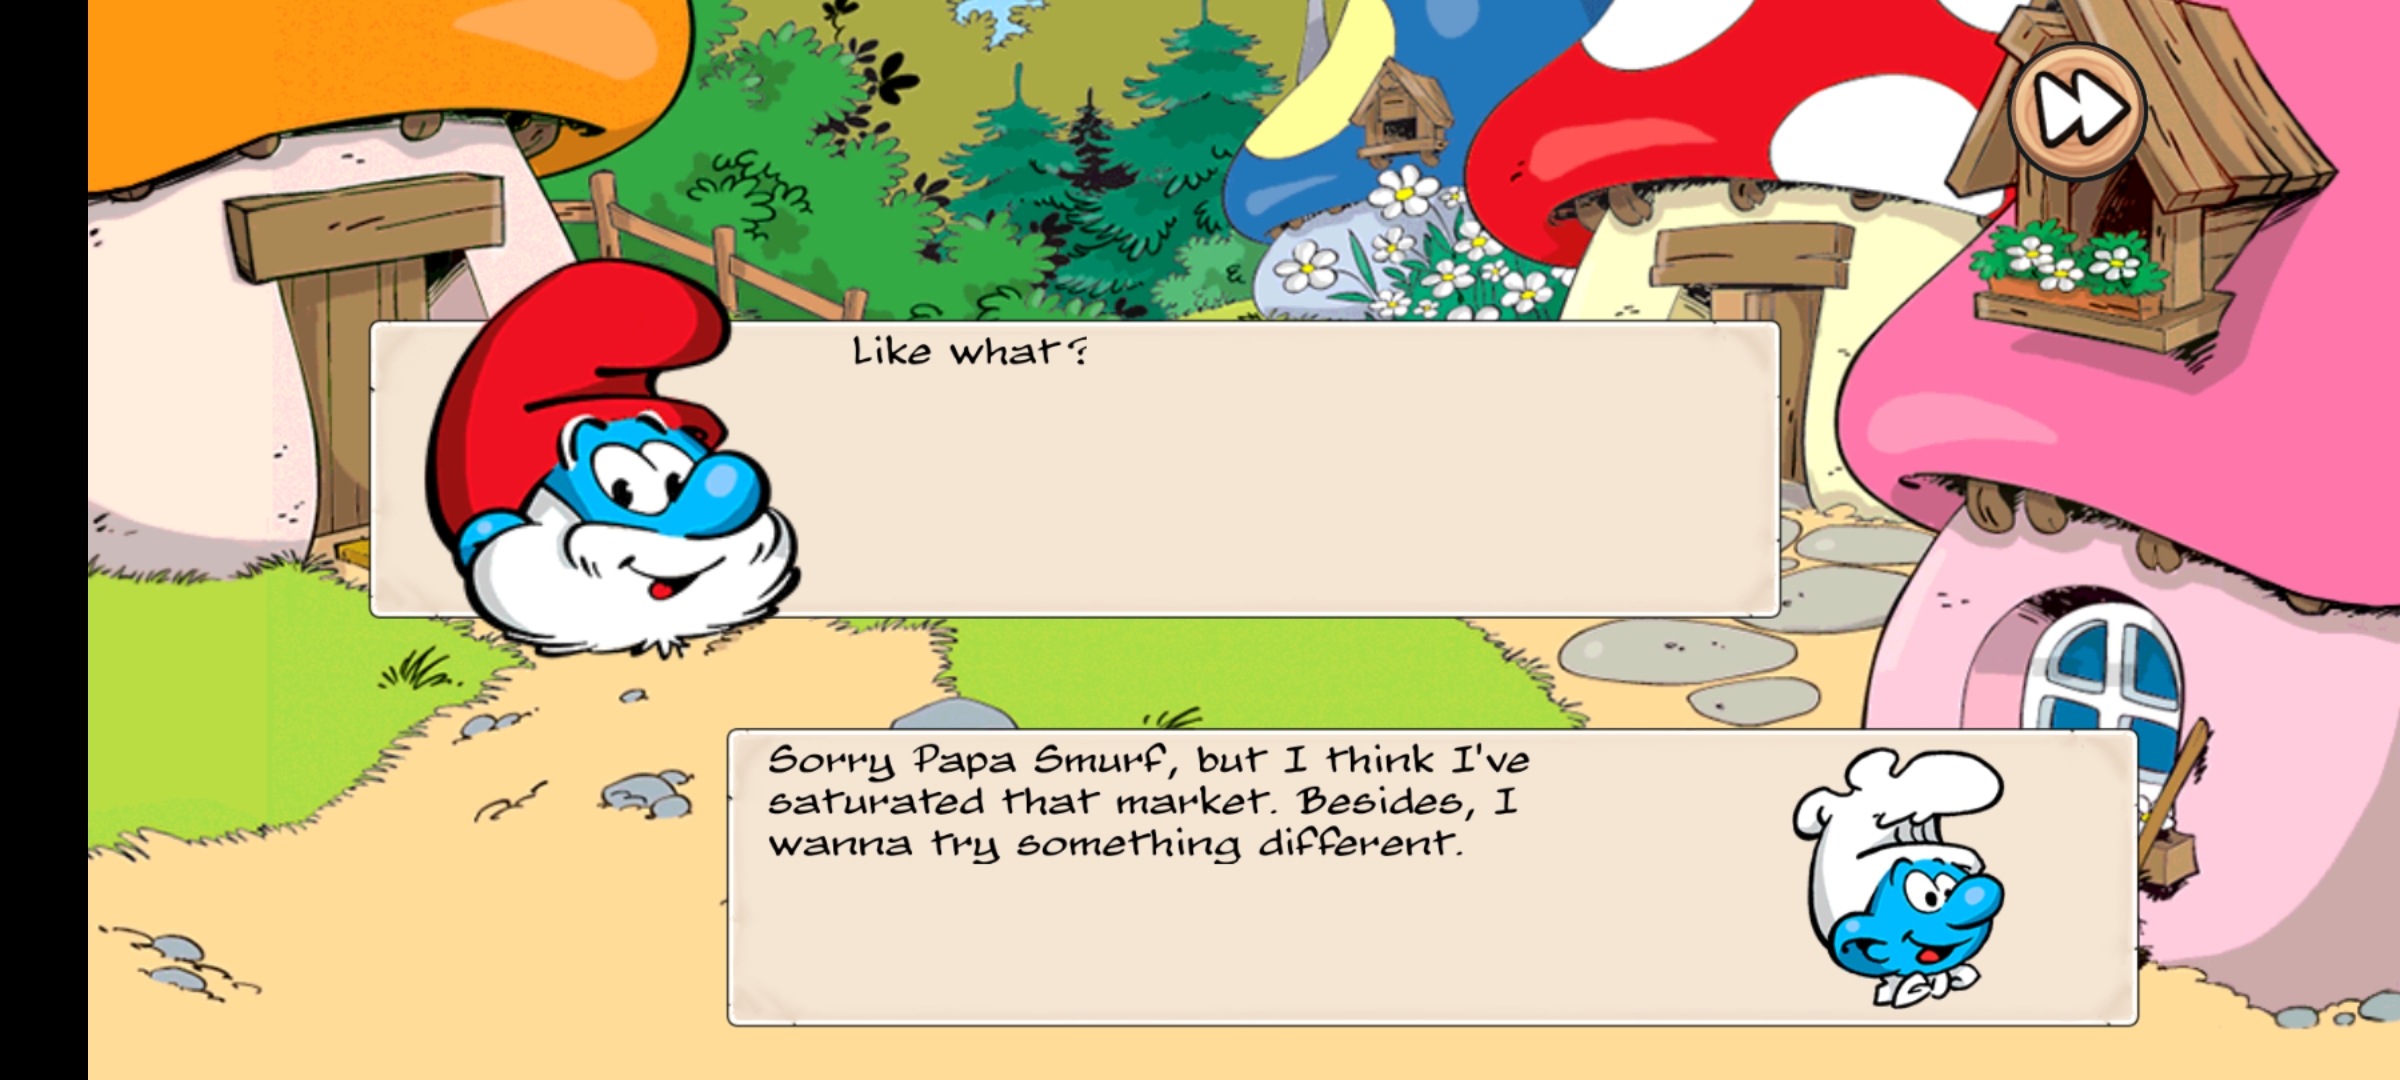 Like what?
Sorry Papa Smurf, but I think I've
saturated that market. Besides, I
wanna try something different.